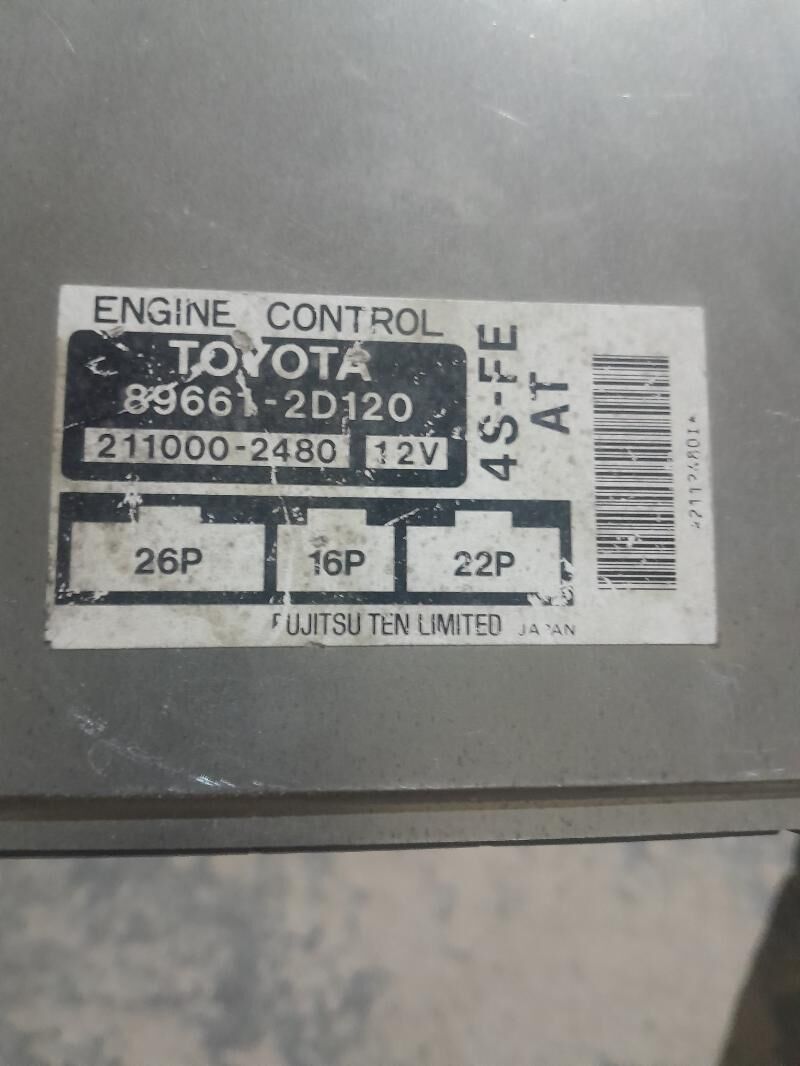 ENGINE CONTROL
TOYOTA
89661-2D120
211000-2480 12V
4S-FE
AT
26P 16P 22P
FUJITSU TEN LIMITED JAPAN